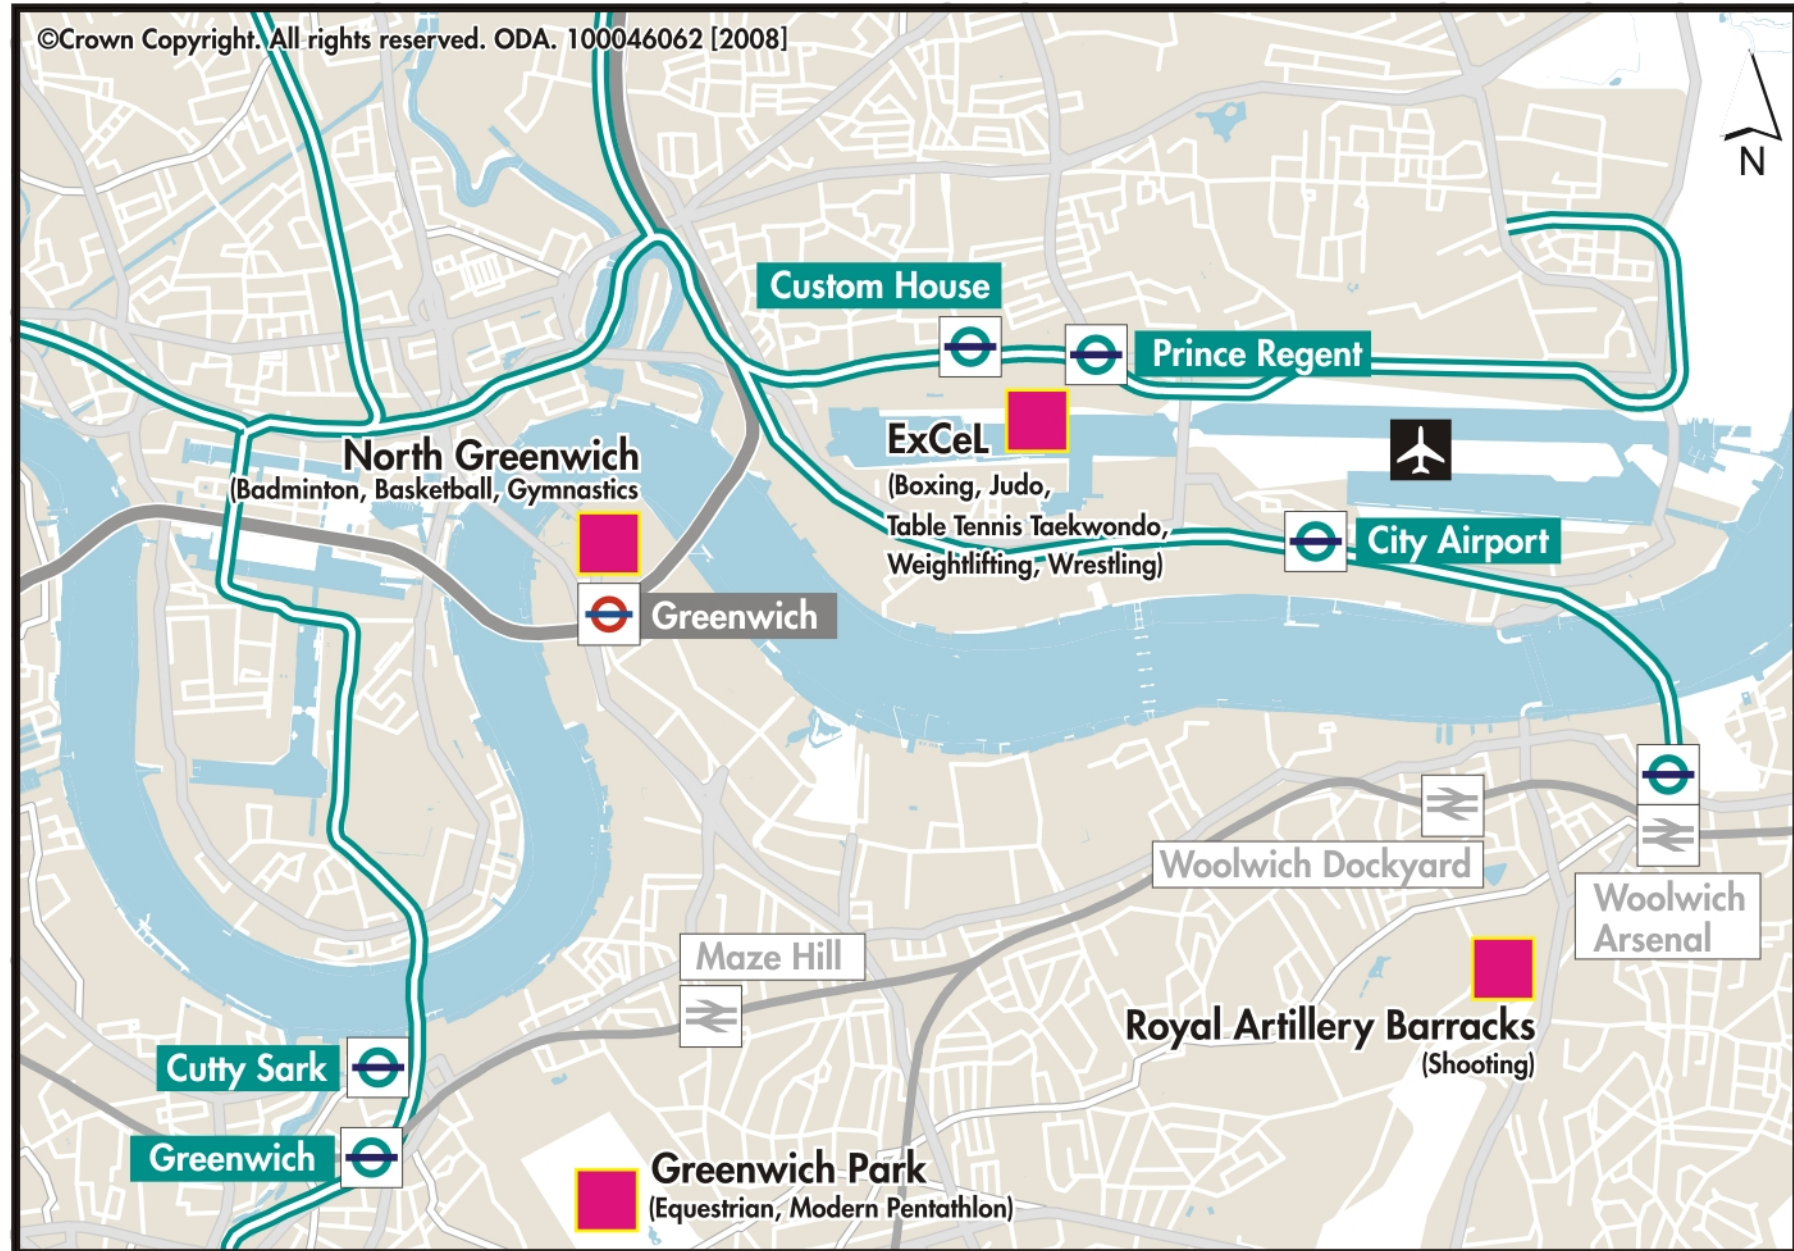 ©Crown Copyright. All rights reserved. ODA. 100046062 [2008]
N
Custom House
Prince Regent
North Greenwich
(Badminton, Basketball, Gymnastics
ExCeL
(Boxing, Judo,
Table Tennis Taekwondo,
Weightlifting, Wrestling)
City Airport
Greenwich
Woolwich Dockyard
Woolwich
Arsenal
Maze Hill
Royal Artillery Barracks
(Shooting)
Cutty Sark
Greenwich
Greenwich Park
(Equestrian, Modern Pentathlon)